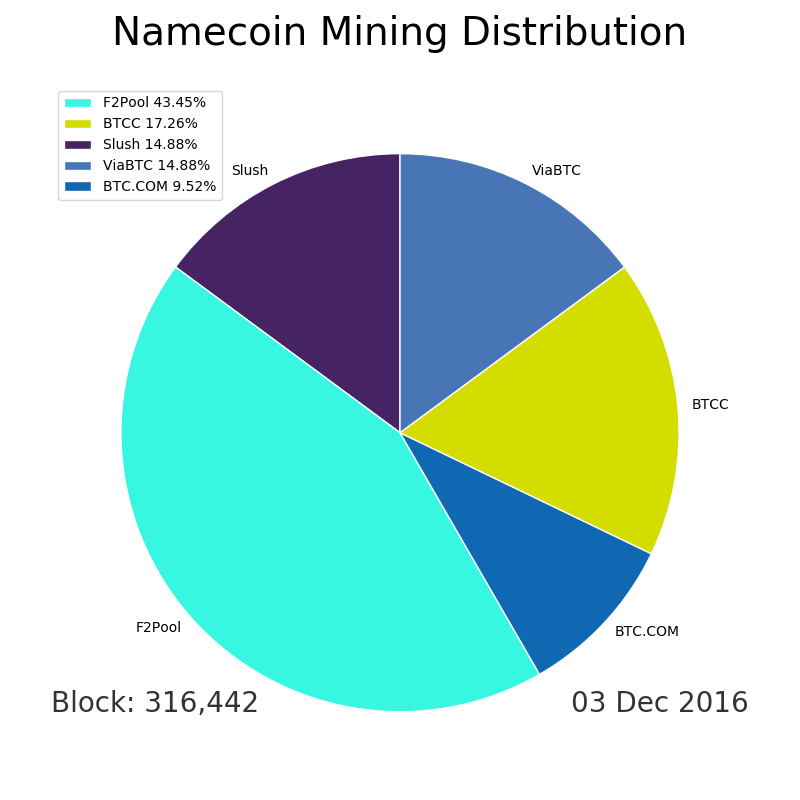 Namecoin Mining Distribution
F2Pool 43.45%
BTCC 17.26%
Slush 14.88%
ViaBTC 14.88%
BTC.COM 9.52%
Slush
ViaBTC
BTCC
F2Pool
BTC.COM
Block: 316,442
03 Dec 2016